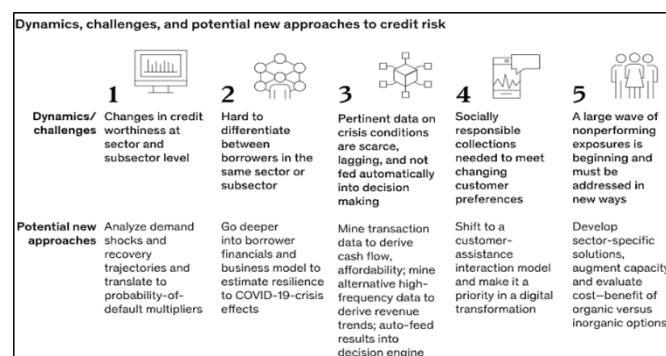 Dynamics, challenges, and potential new approaches to credit risk
1
2
3
4
5
Dynamics/
challenges
Changes in credit
worthiness at
sector and
subsector level
Hard to
differentiate
between
borrowers in the
same sector or
subsector
Pertinent data on
crisis conditions
are scarce,
lagging, and not
fed automatically
into decision
making
Socially
responsible
collections
needed to meet
changing
customer
preferences
A large wave of
nonperforming
exposures is
beginning and
must be
addressed in
new ways
Potential new
approaches
Analyze demand
shocks and
recovery
trajectories and
translate to
probability-of-
default multipliers
Go deeper
into borrower
financials and
business model to
estimate resilience
to COVID-19-crisis
effects
Mine transaction
data to derive
cash flow,
affordability; mine
alternative high-
frequency data to
derive revenue
trends; auto-feed
results into
decision engine
Shift to a
customer-
assistance
interaction model
and make it a
priority in a digital
transformation
Develop
sector-specific
solutions,
augment capacity,
and evaluate
cost–benefit of
organic versus
inorganic options